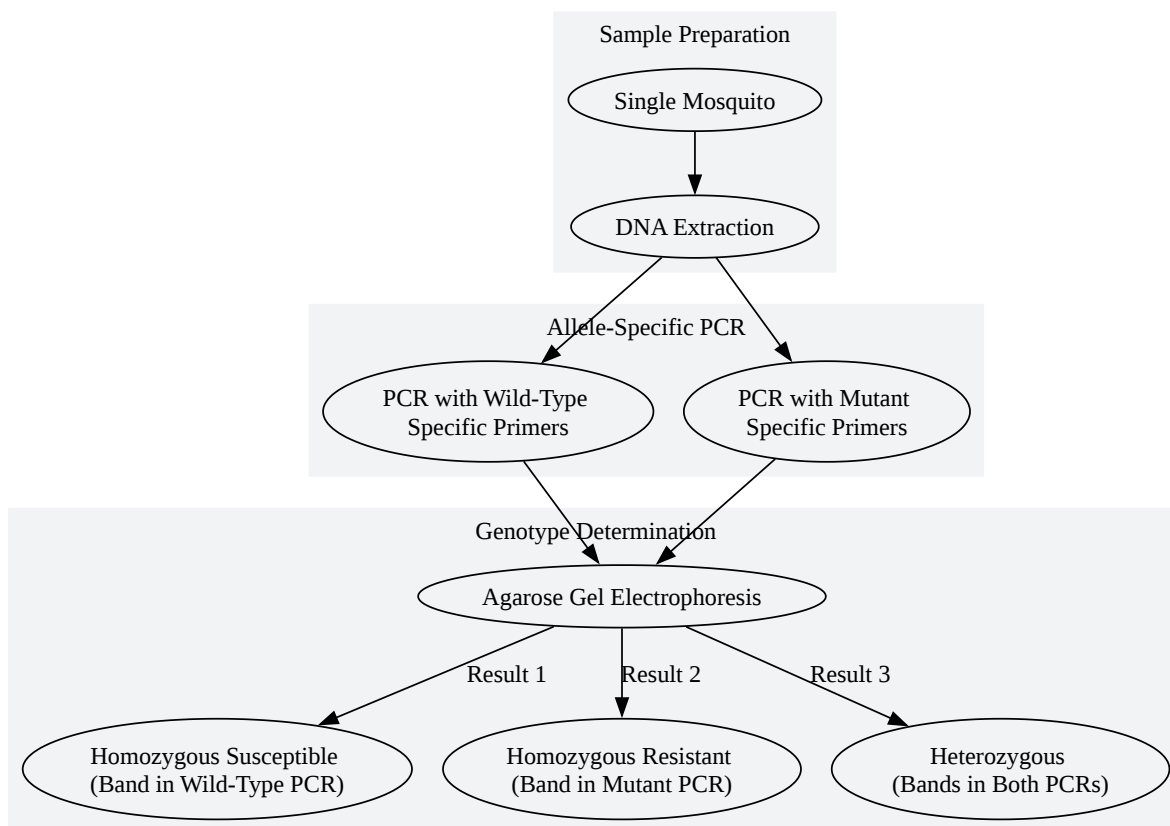 Sample Preparation
Single Mosquito
DNA Extraction
Allele-Specific PCR
PCR with Wild-Type
Specific Primers
PCR with Mutant
Specific Primers
Genotype Determination
Agarose Gel Electrophoresis
Result 1
Result 2
Result 3
Homozygous Susceptible
(Band in Wild-Type PCR)
Homozygous Resistant
(Band in Mutant PCR)
Heterozygous
(Bands in Both PCRs)